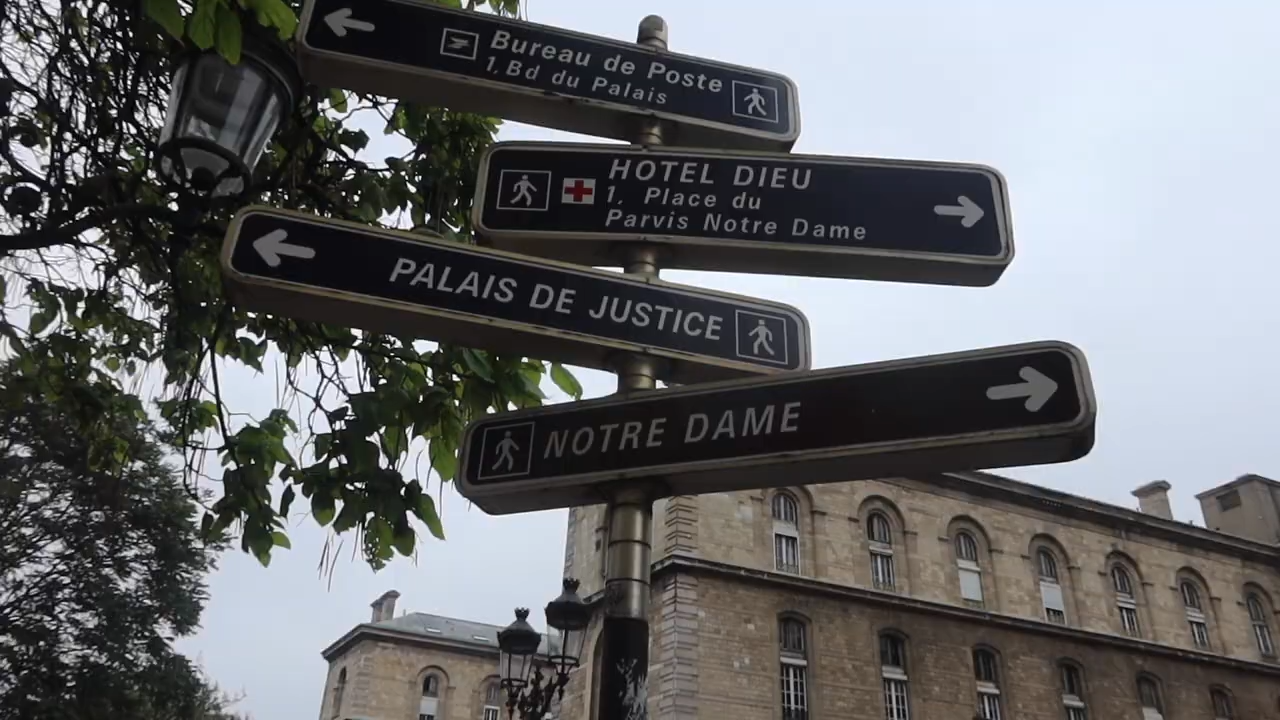 Bureau de Poste
1, Bd du Palais
HOTEL DIEU
1, Place du
Parvis Notre Dame
PALAIS DE JUSTICE
NOTRE DAME